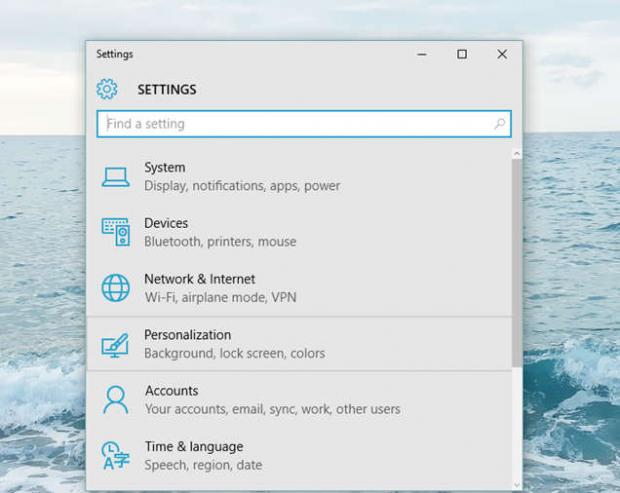 Settings
SETTINGS
Find a setting
System
Display, notifications, apps, power
Devices
Bluetooth, printers, mouse
Network & Internet
Wi-Fi, airplane mode, VPN
Personalization
Background, lock screen, colors
Accounts
Your accounts, email, sync, work, other users
Time & language
Speech, region, date